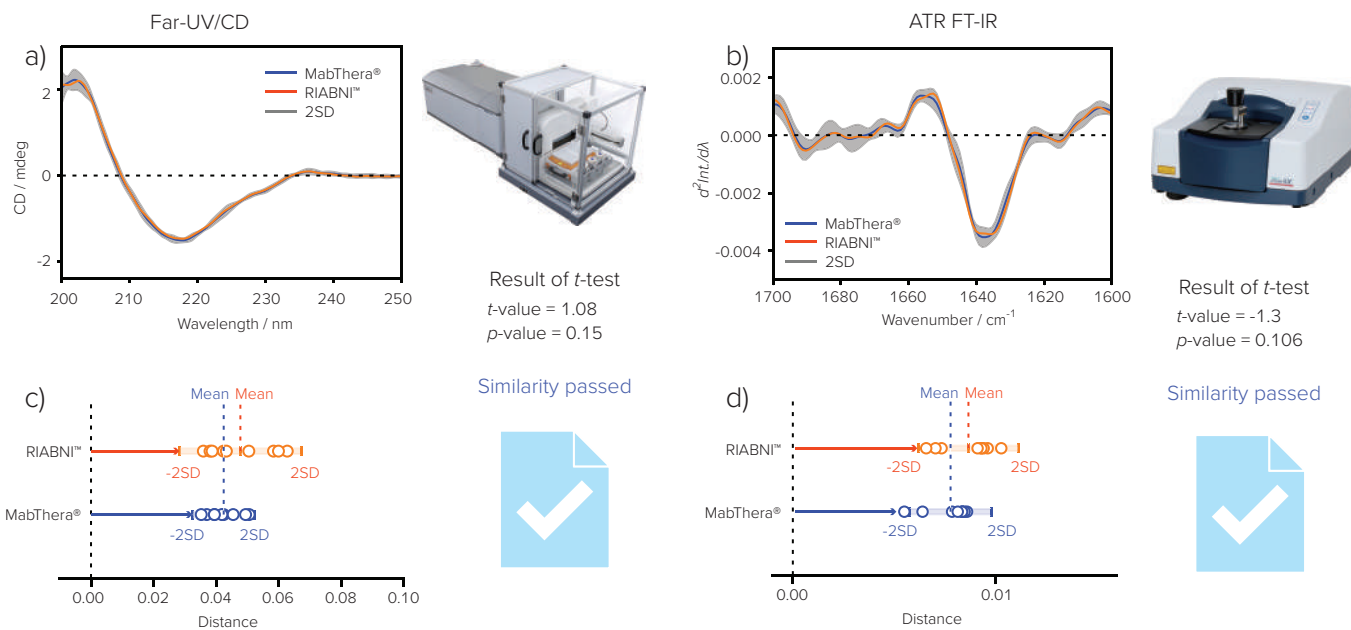 Far-UV/CD
a)
MabThera®
RIABNI™
2SD
CD / mdeg
2
0
-2
200
210
220
230
240
250
Wavelength / nm
Result of t-test
t-value = 1.08
p-value = 0.15
ATR FT-IR
b)
0.002
0.000
-0.002
-0.004
d²Int./dλ
MabThera®
RIABNI™
2SD
1700
1680
1660
1640
1620
1600
Wavenumber / cm⁻¹
Result of t-test
t-value = -1.3
p-value = 0.106
c)
Mean
Mean
RIABNI™
-2SD
2SD
MabThera®
-2SD
2SD
0.00
0.02
0.04
0.06
0.08
0.10
Distance
Similarity passed
d)
Mean
Mean
RIABNI™
-2SD
2SD
MabThera®
-2SD
2SD
0.00
0.01
Distance
Similarity passed